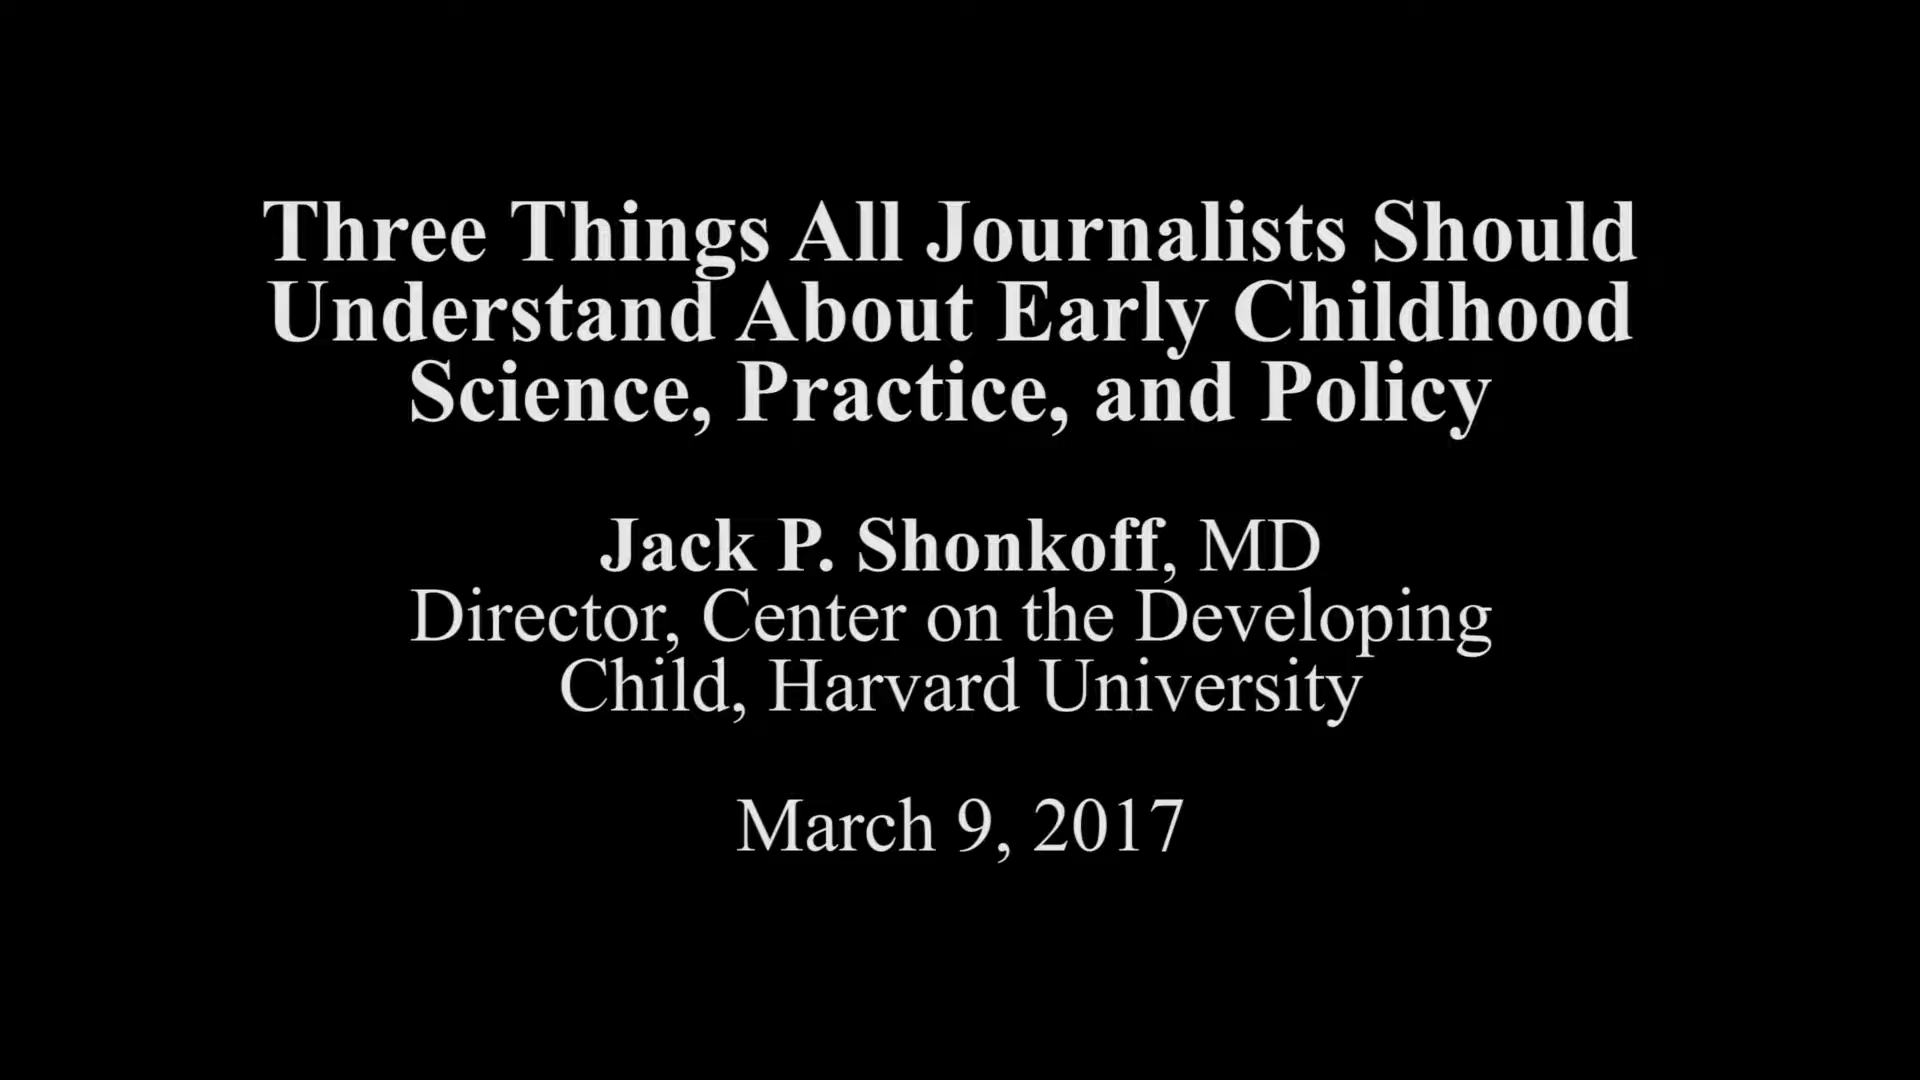 Three Things All Journalists Should
Understand About Early Childhood
Science, Practice, and Policy
Jack P. Shonkoff, MD
Director, Center on the Developing
Child, Harvard University
March 9, 2017